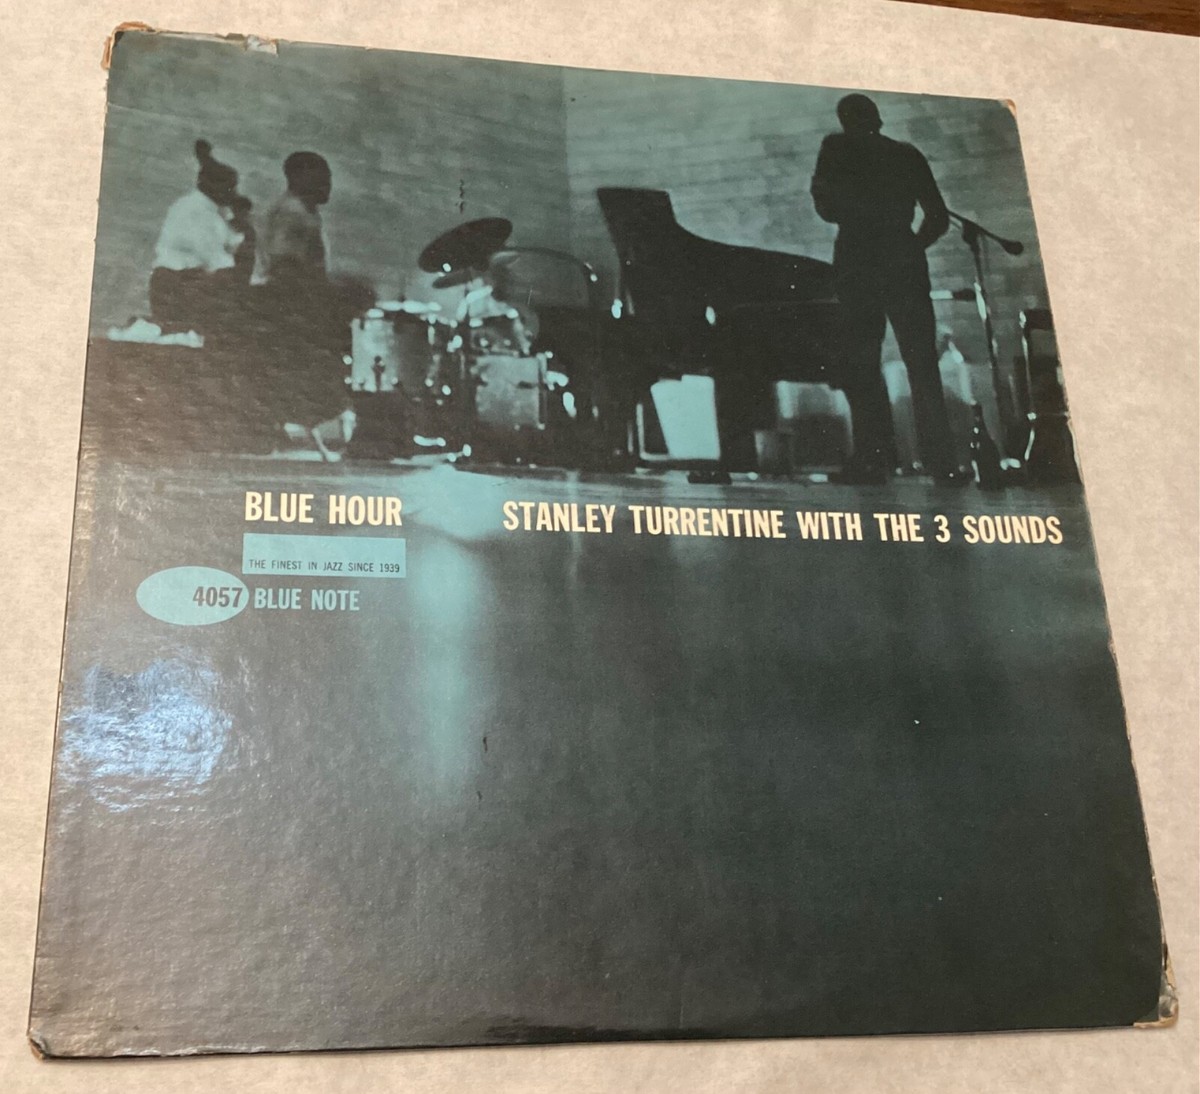 BLUE HOUR
STANLEY TURRENTINE WITH THE 3 SOUNDS
THE FINEST IN JAZZ SINCE 1939
4057 BLUE NOTE